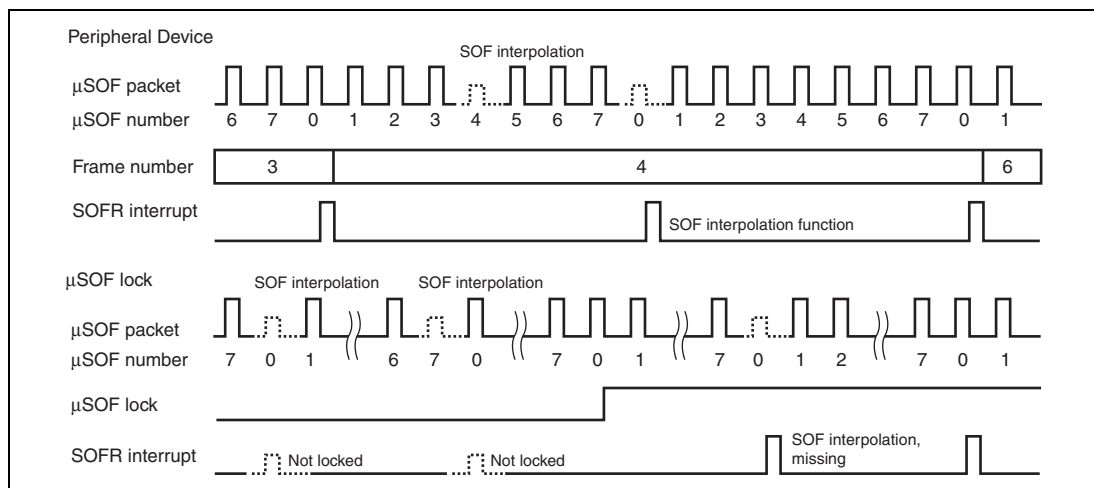 Peripheral Device
SOF interpolation
μSOF packet
μSOF number 6 7 0 1 2 3 4 5 6 7 0 1 2 3 4 5 6 7 0 1
Frame number 3 4 6
SOFR interrupt
SOF interpolation function
μSOF lock SOF interpolation SOF interpolation
μSOF packet
μSOF number 7 0 1 6 7 0 7 0 1 7 0 1 2 7 0 1
μSOF lock
SOFR interrupt Not locked Not locked SOF interpolation,
missing